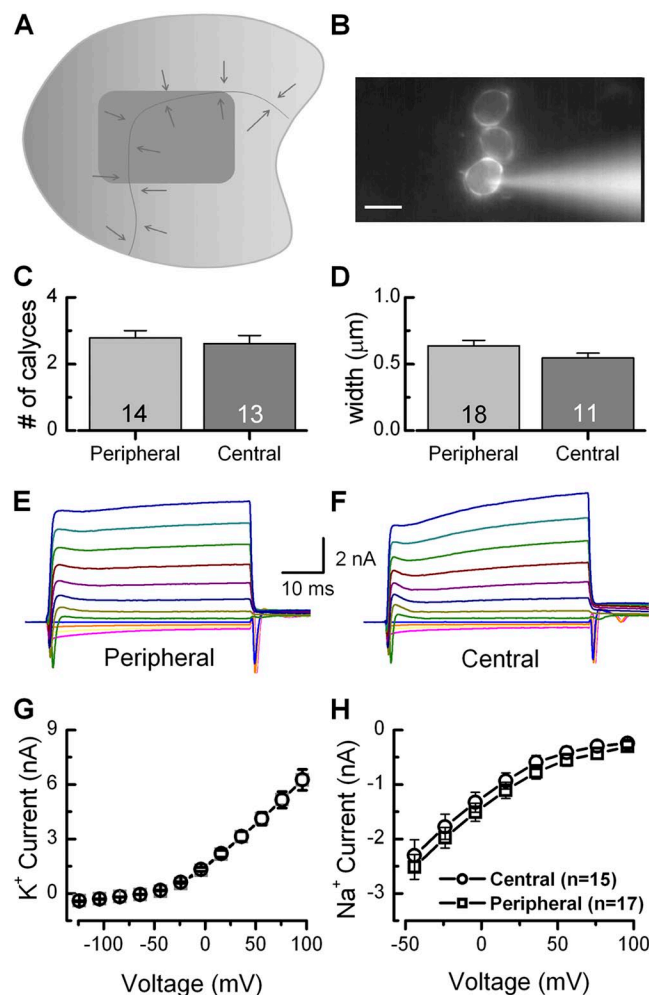 A
B
C
# of calyces
4
2
0
14
13
Peripheral
Central
D
width (μm)
1.0
0.5
0.0
18
11
Peripheral
Central
E
Peripheral
2 nA
10 ms
F
Central
G
K+ Current (nA)
9
6
3
0
-100 -50 0 50 100
Voltage (mV)
H
Na+ Current (nA)
0
-1
-2
-3
Central (n=15)
Peripheral (n=17)
-50 0 50 100
Voltage (mV)